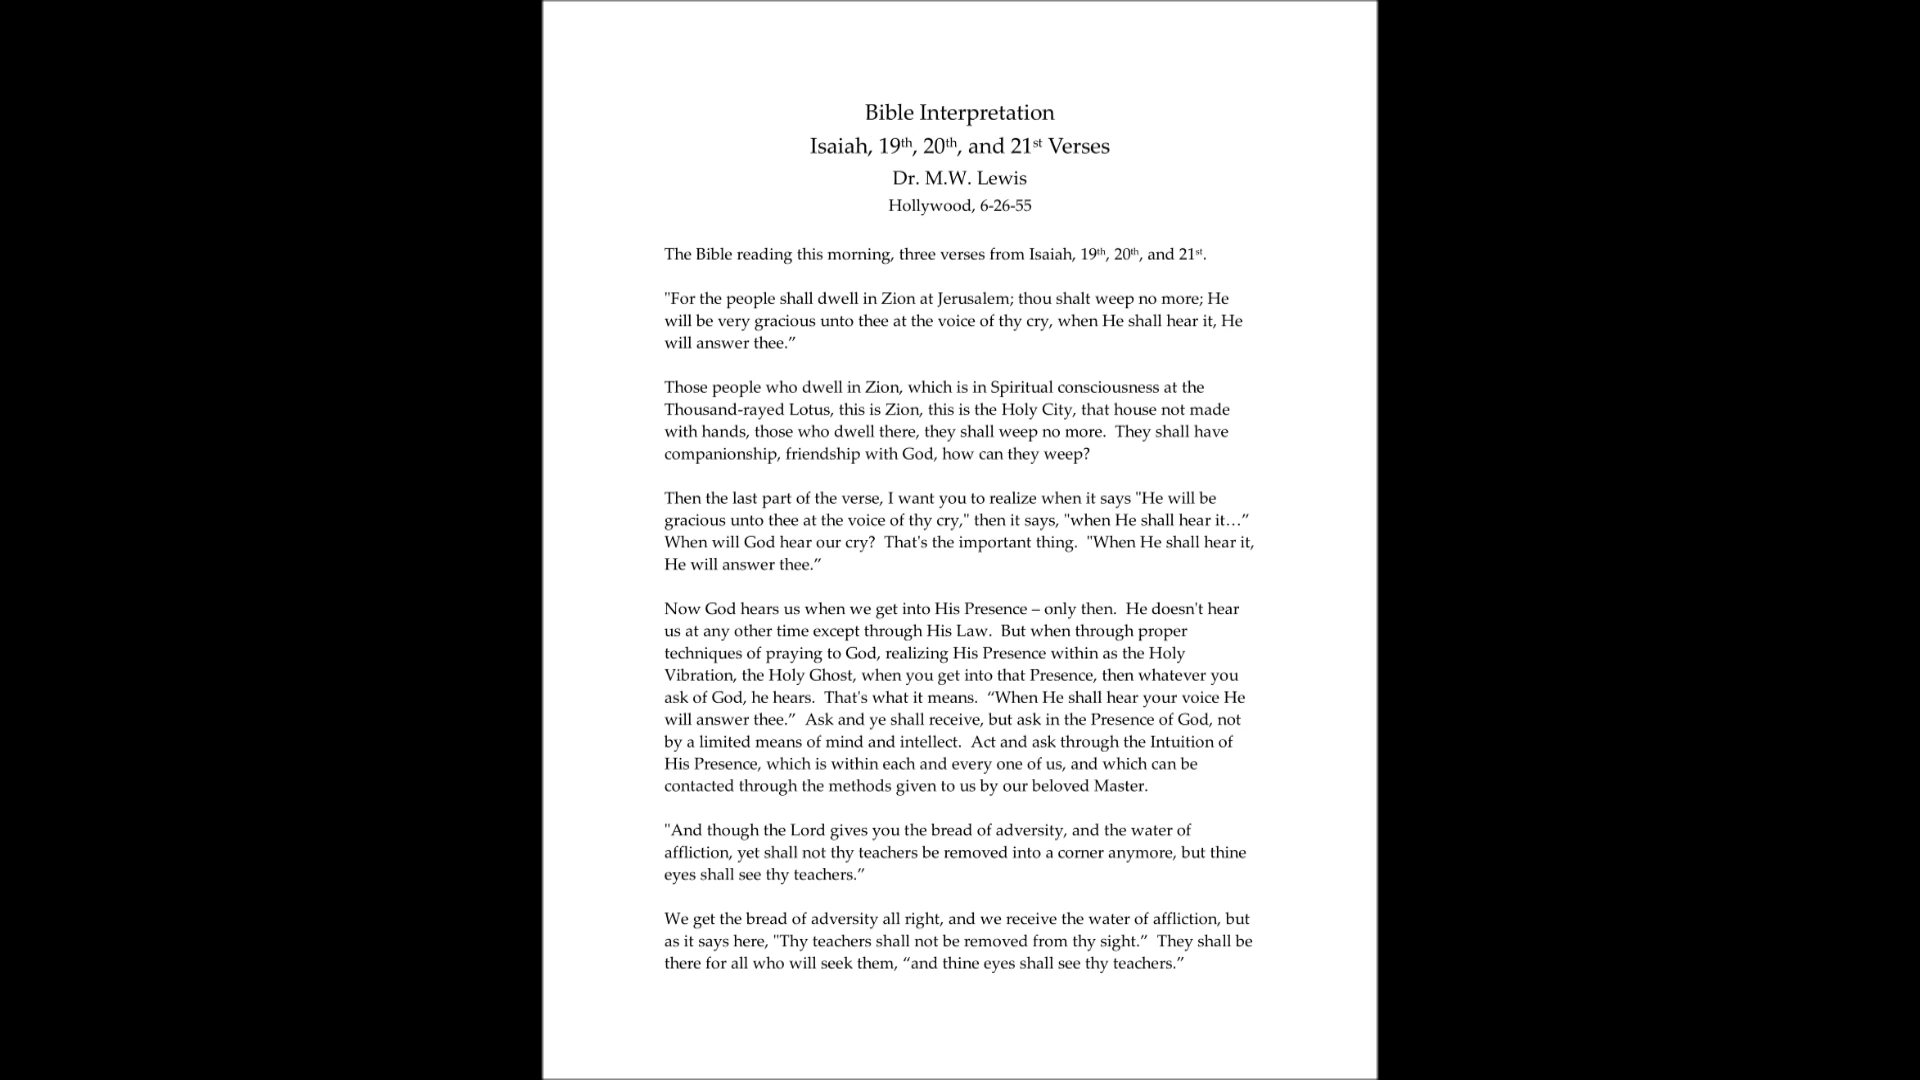 Bible Interpretation
Isaiah, 19th, 20th, and 21st Verses
Dr. M.W. Lewis
Hollywood, 6-26-55
The Bible reading this morning, three verses from Isaiah, 19th, 20th, and 21st.
"For the people shall dwell in Zion at Jerusalem; thou shalt weep no more; He
will be very gracious unto thee at the voice of thy cry, when He shall hear it, He
will answer thee.”
Those people who dwell in Zion, which is in Spiritual consciousness at the
Thousand-rayed Lotus, this is Zion, this is the Holy City, that house not made
with hands, those who dwell there, they shall weep no more.  They shall have
companionship, friendship with God, how can they weep?
Then the last part of the verse, I want you to realize when it says "He will be
gracious unto thee at the voice of thy cry," then it says, "when He shall hear it…”
When will God hear our cry?  That's the important thing.  "When He shall hear it,
He will answer thee.”
Now God hears us when we get into His Presence – only then.  He doesn't hear
us at any other time except through His Law.  But when through proper
techniques of praying to God, realizing His Presence within as the Holy
Vibration, the Holy Ghost, when you get into that Presence, then whatever you
ask of God, he hears.  That's what it means.  “When He shall hear your voice He
will answer thee.”  Ask and ye shall receive, but ask in the Presence of God, not
by a limited means of mind and intellect.  Act and ask through the Intuition of
His Presence, which is within each and every one of us, and which can be
contacted through the methods given to us by our beloved Master.
"And though the Lord gives you the bread of adversity, and the water of
affliction, yet shall not thy teachers be removed into a corner anymore, but thine
eyes shall see thy teachers.”
We get the bread of adversity all right, and we receive the water of affliction, but
as it says here, "Thy teachers shall not be removed from thy sight.”  They shall be
there for all who will seek them, “and thine eyes shall see thy teachers.”